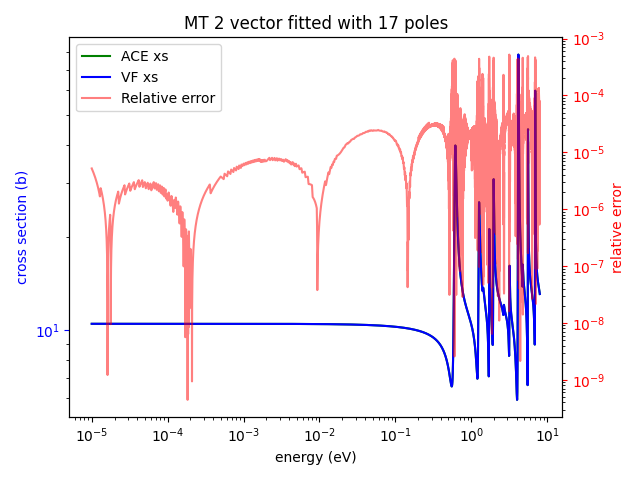 MT 2 vector fitted with 17 poles
ACE xs
VF xs
Relative error
cross section (b)
10¹
10⁻³
10⁻⁴
10⁻⁵
10⁻⁶
10⁻⁷
10⁻⁸
10⁻⁹
relative error
10⁻⁵ 10⁻⁴ 10⁻³ 10⁻² 10⁻¹ 10⁰ 10¹
energy (eV)